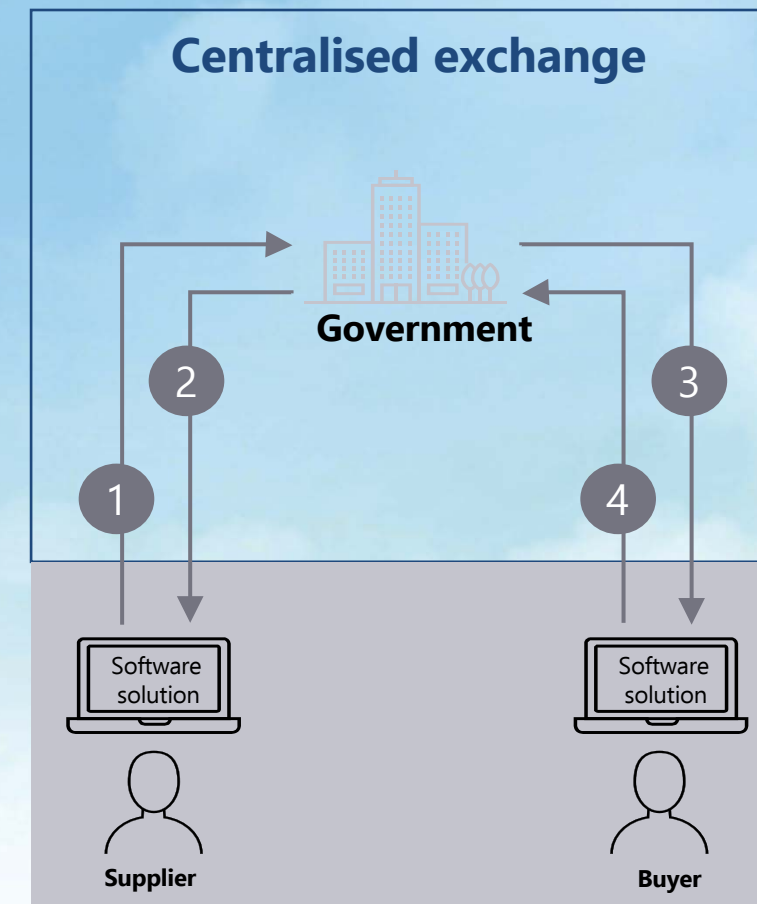 Centralised exchange
Government
2
3
1
4
Software
solution
Software
solution
Supplier
Buyer